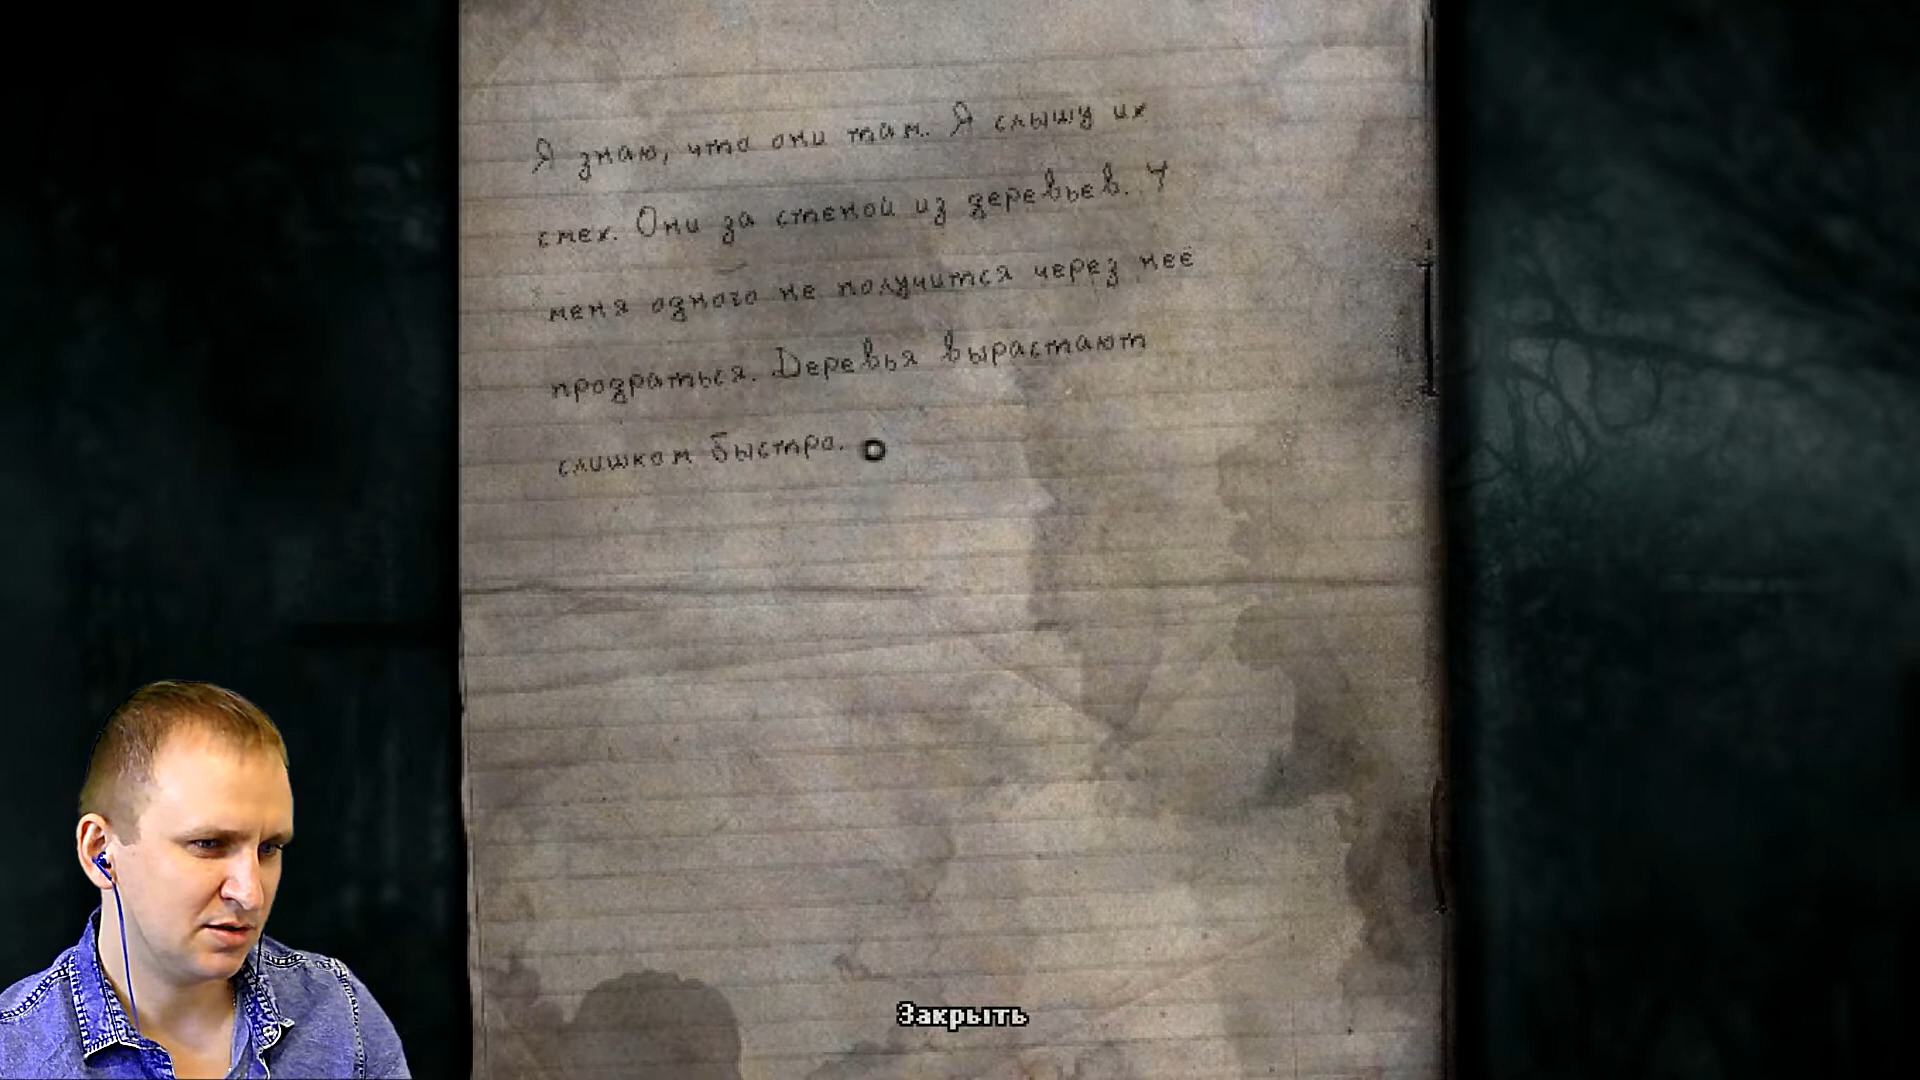 Я знаю, что они там. Я слышу их
смех. Они за стеной из деревьев. У
меня одного не получится через неё
продраться. Деревья вырастают
слишком быстро.
Закрыть